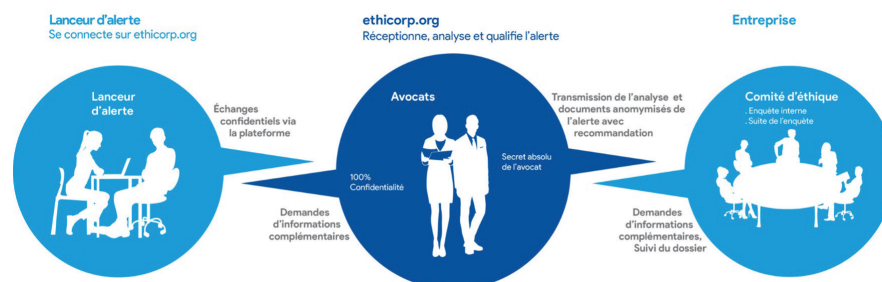 Lanceur d'alerte
Se connecte sur ethicorp.org
ethicorp.org
Réceptionne, analyse et qualifie l'alerte
Entreprise
Lanceur
d'alerte
Échanges
confidentiels via
la plateforme
Demandes
d'informations
complémentaires
Avocats
100%
Confidentialité
Secret absolu
de l'avocat
Transmission de l'analyse et
documents anomymisés de
l'alerte avec
recommandation
Demandes
d'informations
complémentaires,
Suivi du dossier
Comité d'éthique
. Enquête interne
. Suite de l'enquête